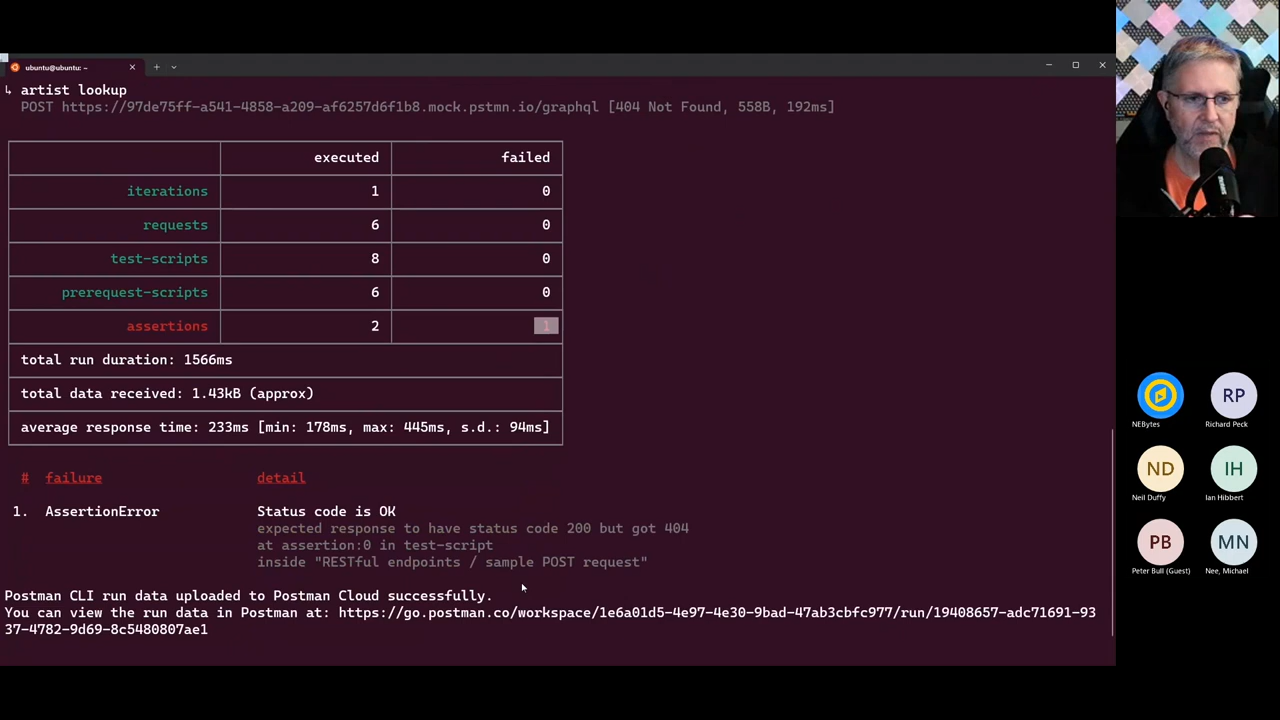 ubuntu@ubuntu: ~
↳ artist lookup
POST https://97de75ff-a541-4858-a209-af6257d6f1b8.mock.pstmn.io/graphql [404 Not Found, 558B, 192ms]
executed failed
iterations 1 0
requests 6 0
test-scripts 8 0
prerequest-scripts 6 0
assertions 2 1
total run duration: 1566ms
total data received: 1.43kB (approx)
average response time: 233ms [min: 178ms, max: 445ms, s.d.: 94ms]
# failure detail
1. AssertionError Status code is OK
expected response to have status code 200 but got 404
at assertion:0 in test-script
inside "RESTful endpoints / sample POST request"
Postman CLI run data uploaded to Postman Cloud successfully.
You can view the run data in Postman at: https://go.postman.co/workspace/1e6a01d5-4e97-4e30-9bad-47ab3cbfc977/run/19408657-adc71691-93
37-4782-9d69-8c5480807ae1
NEBytes
RP
Richard Peck
ND
Neil Duffy
IH
Ian Hibbert
PB
Peter Bull (Guest)
MN
Nee, Michael